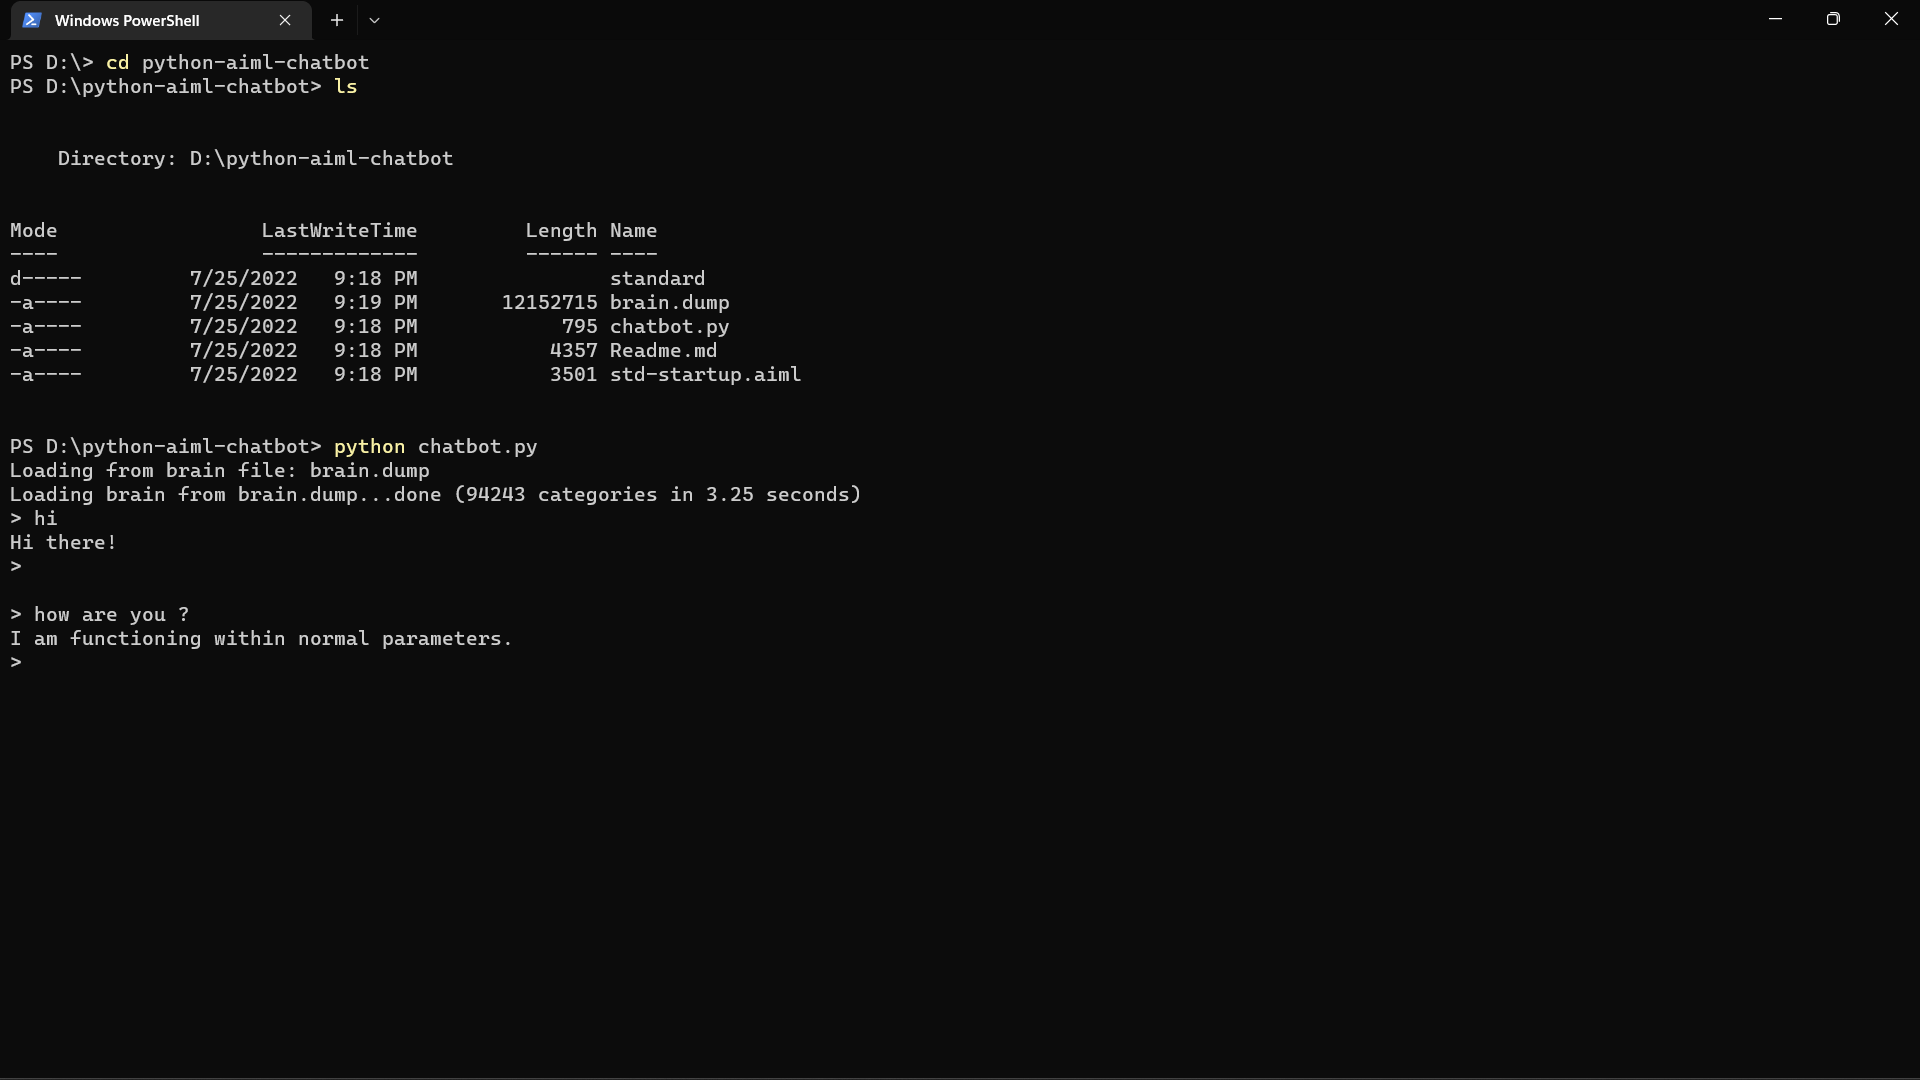 Windows PowerShell
PS D:\> cd python-aiml-chatbot
PS D:\python-aiml-chatbot> ls
    Directory: D:\python-aiml-chatbot
Mode                 LastWriteTime         Length Name
----                 -------------         ------ ----
d-----         7/25/2022   9:18 PM                standard
-a----         7/25/2022   9:19 PM       12152715 brain.dump
-a----         7/25/2022   9:18 PM            795 chatbot.py
-a----         7/25/2022   9:18 PM           4357 Readme.md
-a----         7/25/2022   9:18 PM           3501 std-startup.aiml
PS D:\python-aiml-chatbot> python chatbot.py
Loading from brain file: brain.dump
Loading brain from brain.dump...done (94243 categories in 3.25 seconds)
> hi
Hi there!
>
> how are you ?
I am functioning within normal parameters.
>